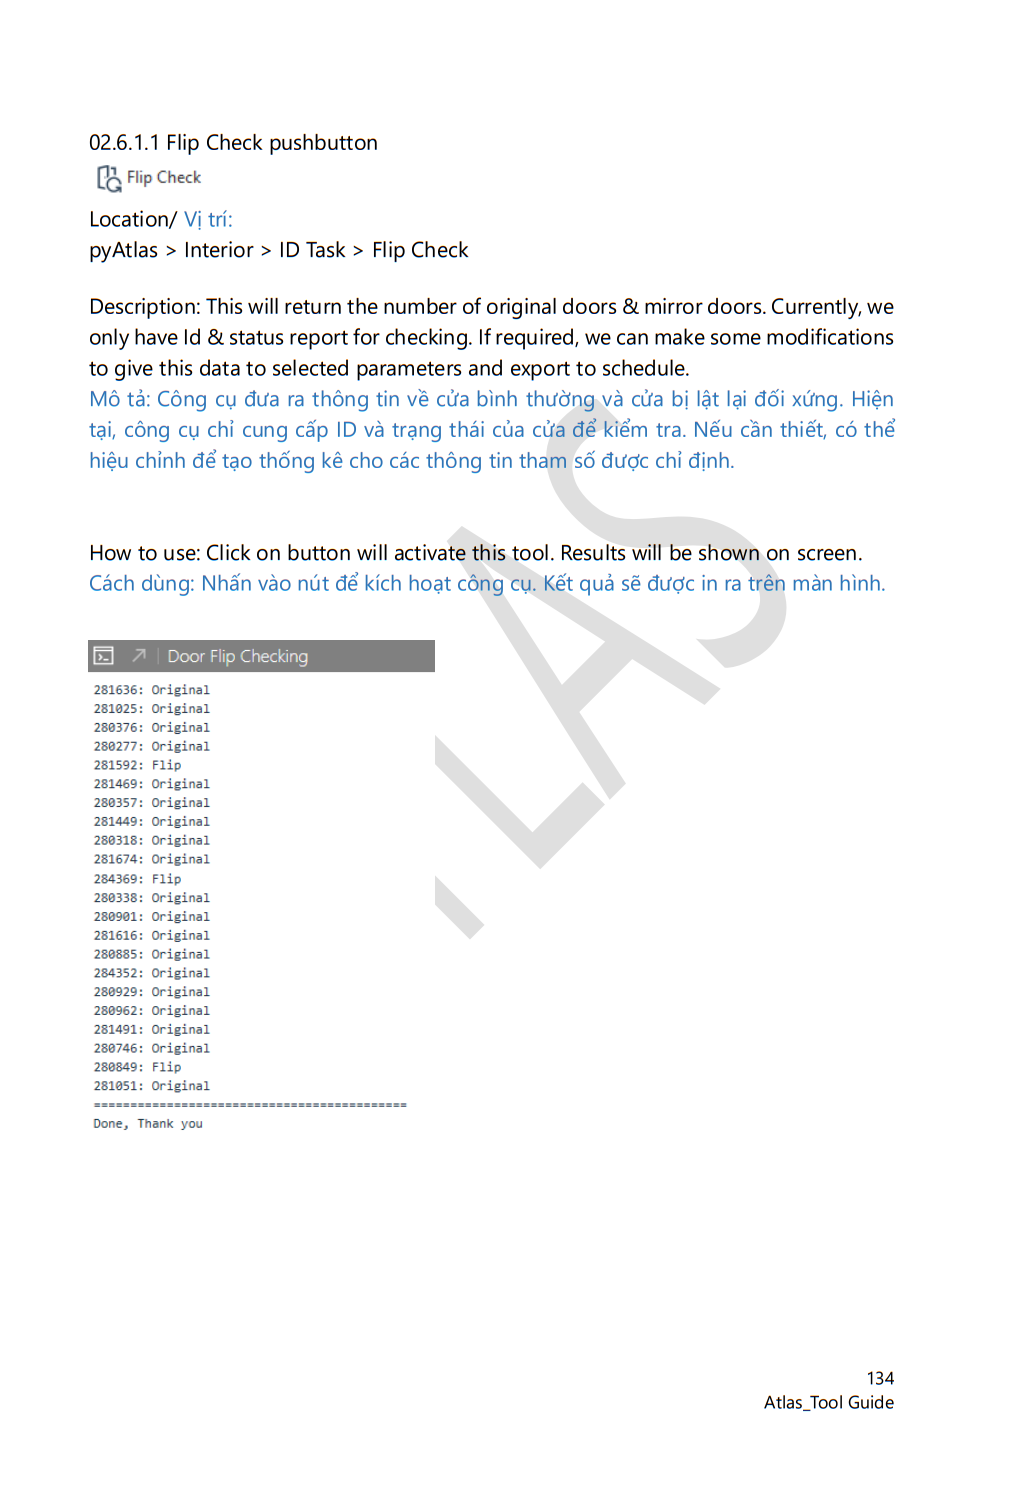 02.6.1.1 Flip Check pushbutton
Flip Check
Location/ Vị trí:
pyAtlas > Interior > ID Task > Flip Check
Description: This will return the number of original doors & mirror doors. Currently, we
only have Id & status report for checking. If required, we can make some modifications
to give this data to selected parameters and export to schedule.
Mô tả: Công cụ đưa ra thông tin về cửa bình thường và cửa bị lật lại đối xứng. Hiện
tại, công cụ chỉ cung cấp ID và trạng thái của cửa để kiểm tra. Nếu cần thiết, có thể
hiệu chỉnh để tạo thống kê cho các thông tin tham số được chỉ định.
How to use: Click on button will activate this tool. Results will be shown on screen.
Cách dùng: Nhấn vào nút để kích hoạt công cụ. Kết quả sẽ được in ra trên màn hình.
Door Flip Checking
281636: Original
281025: Original
280376: Original
280277: Original
281592: Flip
281469: Original
280357: Original
281449: Original
280318: Original
281674: Original
284369: Flip
280338: Original
280901: Original
281616: Original
280885: Original
284352: Original
280929: Original
280962: Original
281491: Original
280746: Original
280849: Flip
281051: Original
===========================================
Done, Thank you
134
Atlas_Tool Guide